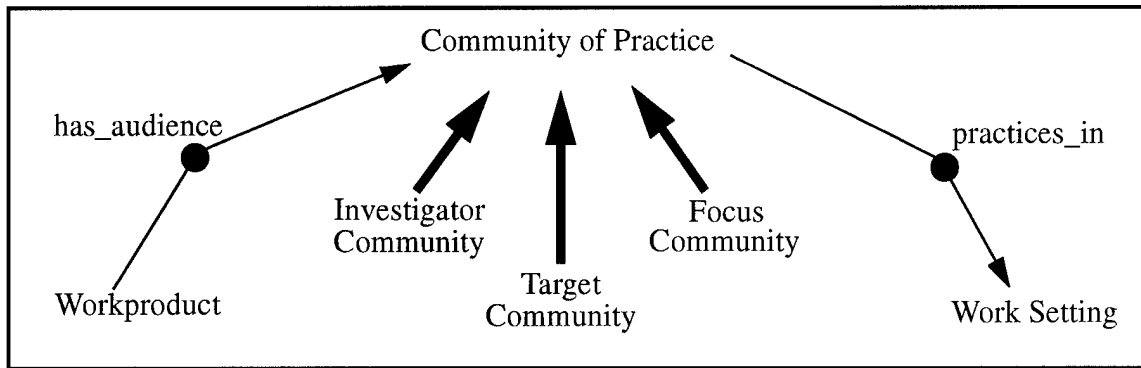 Community of Practice
has_audience
practices_in
Investigator
Community
Focus
Community
Target
Community
Workproduct
Work Setting